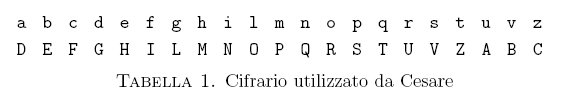 a b c d e f g h i l m n o p q r s t u v z
D E F G H I L M N O P Q R S T U V Z A B C
TABELLA 1. Cifrario utilizzato da Cesare